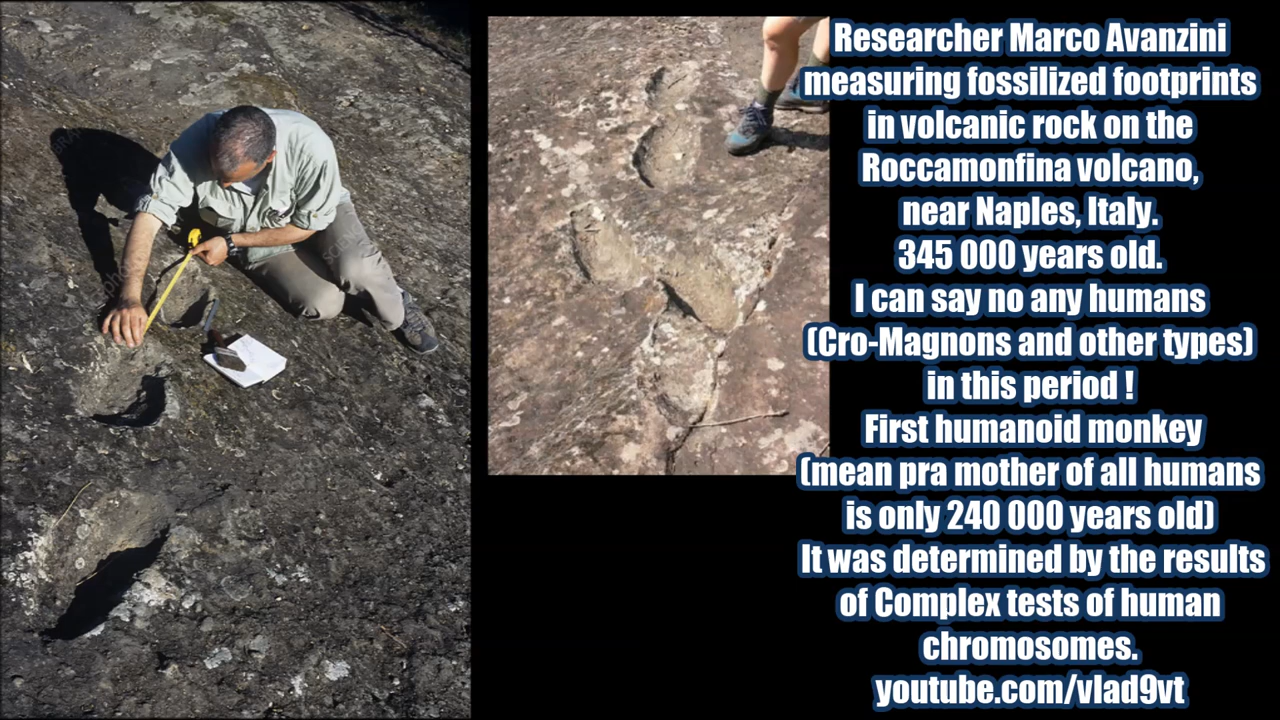 Researcher Marco Avanzini
measuring fossilized footprints
in volcanic rock on the
Roccamonfina volcano,
near Naples, Italy.
345 000 years old.
I can say no any humans
(Cro-Magnons and other types)
in this period !
First humanoid monkey
(mean pra mother of all humans
is only 240 000 years old)
It was determined by the results
of Complex tests of human
chromosomes.
youtube.com/vlad9vt